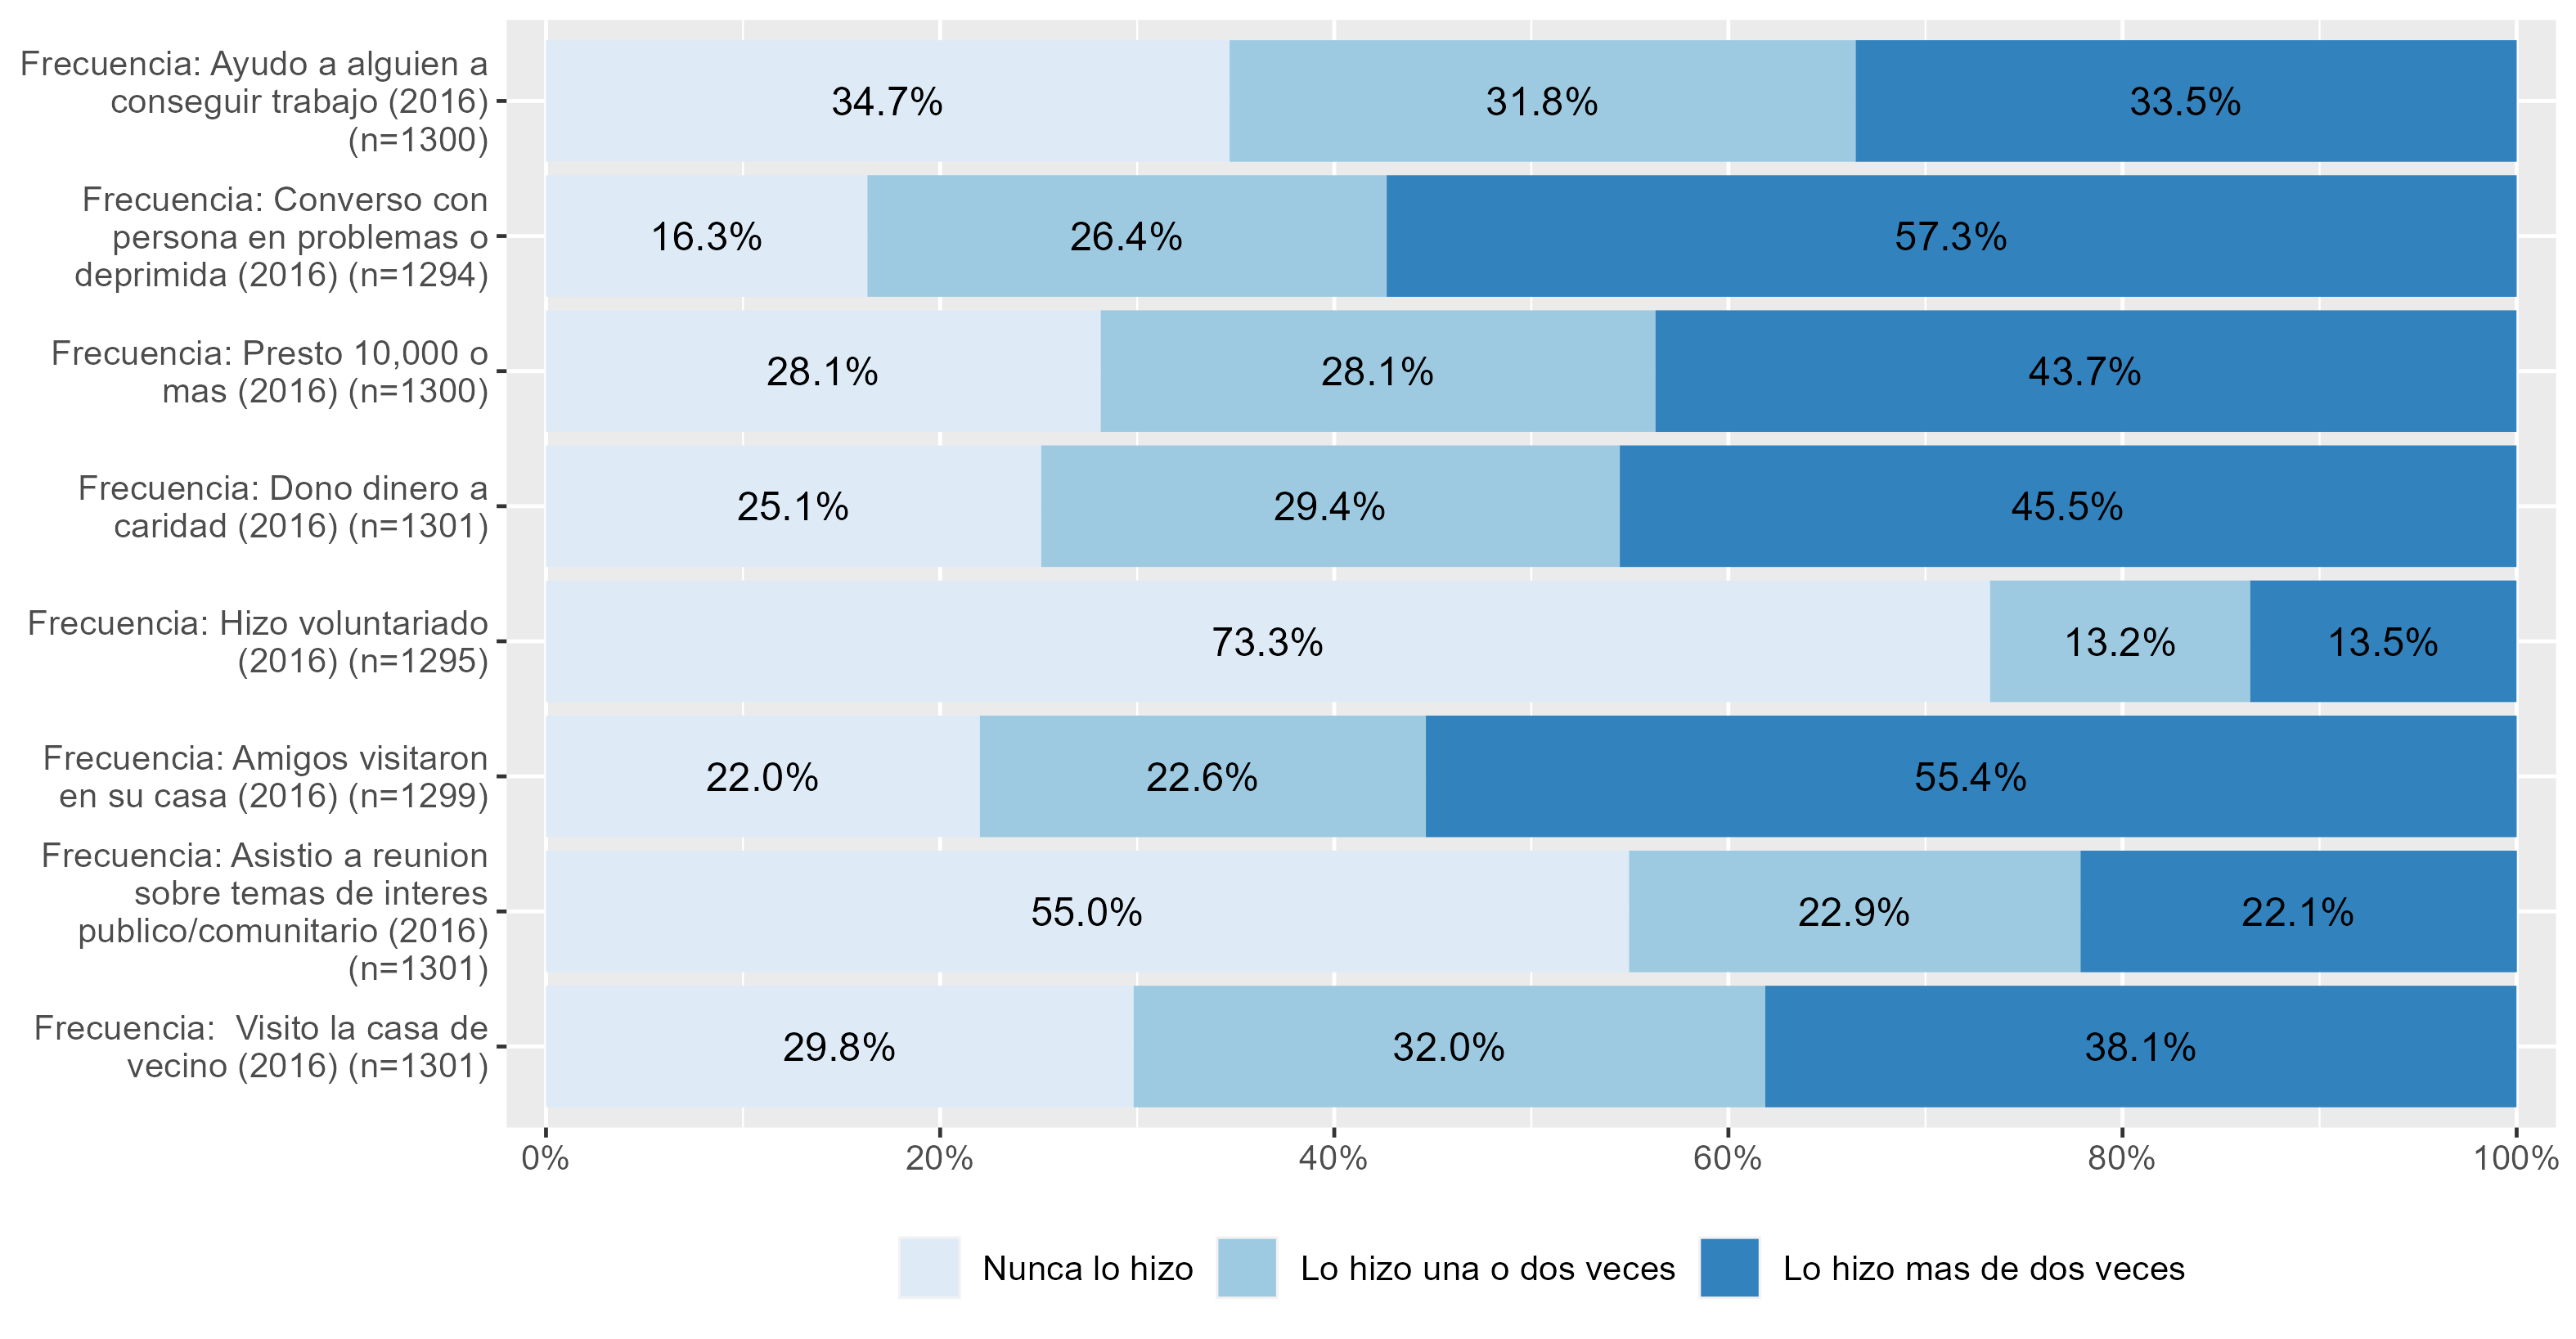 Frecuencia: Ayudo a alguien a
conseguir trabajo (2016)
(n=1300)
34.7%
31.8%
33.5%
Frecuencia: Converso con
persona en problemas o
deprimida (2016) (n=1294)
16.3%
26.4%
57.3%
Frecuencia: Presto 10,000 o
mas (2016) (n=1300)
28.1%
28.1%
43.7%
Frecuencia: Dono dinero a
caridad (2016) (n=1301)
25.1%
29.4%
45.5%
Frecuencia: Hizo voluntariado
(2016) (n=1295)
73.3%
13.2%
13.5%
Frecuencia: Amigos visitaron
en su casa (2016) (n=1299)
22.0%
22.6%
55.4%
Frecuencia: Asistio a reunion
sobre temas de interes
publico/comunitario (2016)
(n=1301)
55.0%
22.9%
22.1%
Frecuencia:  Visito la casa de
vecino (2016) (n=1301)
29.8%
32.0%
38.1%
0%
20%
40%
60%
80%
100%
Nunca lo hizo
Lo hizo una o dos veces
Lo hizo mas de dos veces